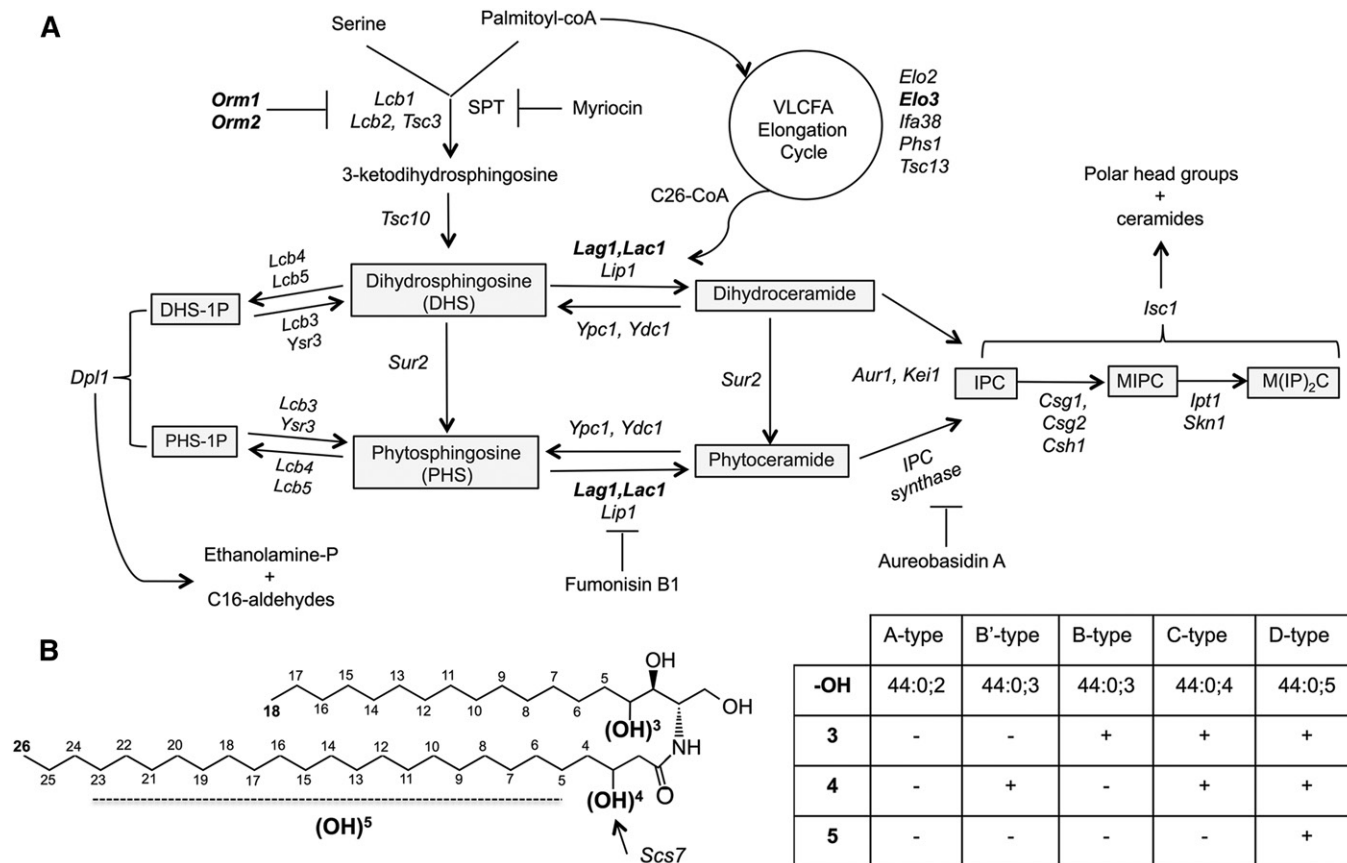 A
Serine
Palmitoyl-coA
Orm1
Orm2
Lcb1
Lcb2, Tsc3
SPT
Myriocin
VLCFA
Elongation
Cycle
Elo2
Elo3
Ifa38
Phs1
Tsc13
3-ketodihydrosphingosine
C26-CoA
Polar head groups
+
ceramides
Tsc10
Lcb4
Lcb5
Lag1,Lac1
Lip1
DHS-1P
Dihydrosphingosine
(DHS)
Dihydroceramide
Lcb3
Ysr3
Ypc1, Ydc1
Isc1
Dpl1
Sur2
Sur2
Aur1, Kei1
IPC
MIPC
M(IP)₂C
Csg1,
Csg2
Csh1
Ipt1
Skn1
Lcb3
Ysr3
PHS-1P
Ypc1, Ydc1
Phytosphingosine
(PHS)
Phytoceramide
Lcb4
Lcb5
Lag1,Lac1
Lip1
IPC
synthase
Ethanolamine-P
+
C16-aldehydes
Fumonisin B1
Aureobasidin A
B
OH
17 15 13 11 9 7 5
18 16 14 12 10 8 6
OH
(OH)³
NH
26 24 22 20 18 16 14 12 10 8 6 4
25 23 21 19 17 15 13 11 9 7 5
O
(OH)⁴
(OH)⁵
Scs7
A-type B'-type B-type C-type D-type
-OH 44:0;2 44:0;3 44:0;3 44:0;4 44:0;5
3 - - + + +
4 - + - + +
5 - - - - +